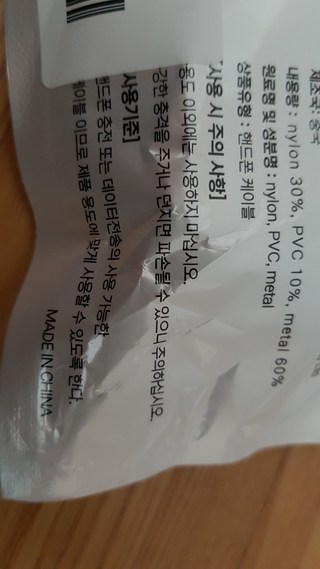 제조국: 중국
내용량: nylon 30%, PVC 10%, metal 60%
원료명 및 성분명: nylon, PVC, metal
상품유형: 핸드폰 케이블
[사용 시 주의 사항]
용도 이외에는 사용하지 마십시오.
강한 충격을 주거나 던지면 파손될 수 있으니 주의하십시오.
사용기준]
핸드폰 충전 또는 데이터전송의 사용 가능한
케이블 이므로 제품 용도에 맞게 사용할 수 있도록 한다.
MADE IN CHINA